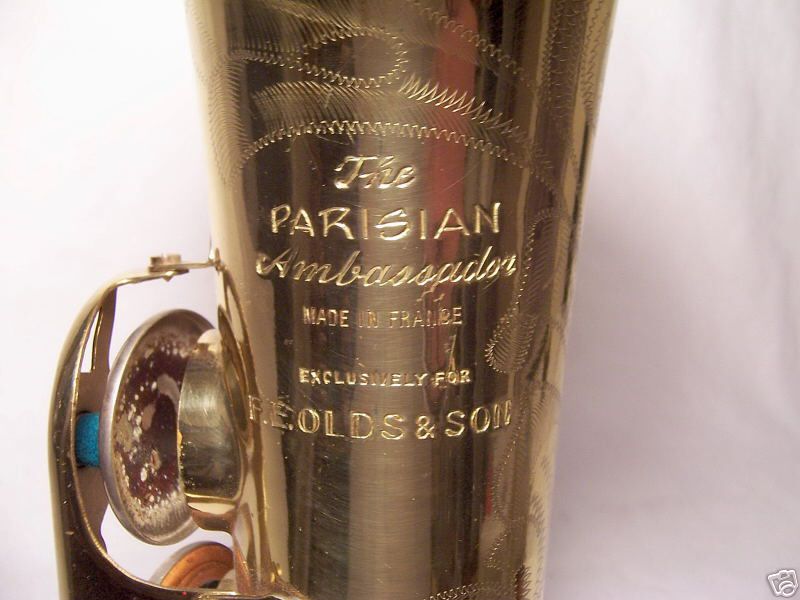 The
PARISIAN
Ambassador
MADE IN FRANCE
EXCLUSIVELY FOR
F.E.OLDS & SON